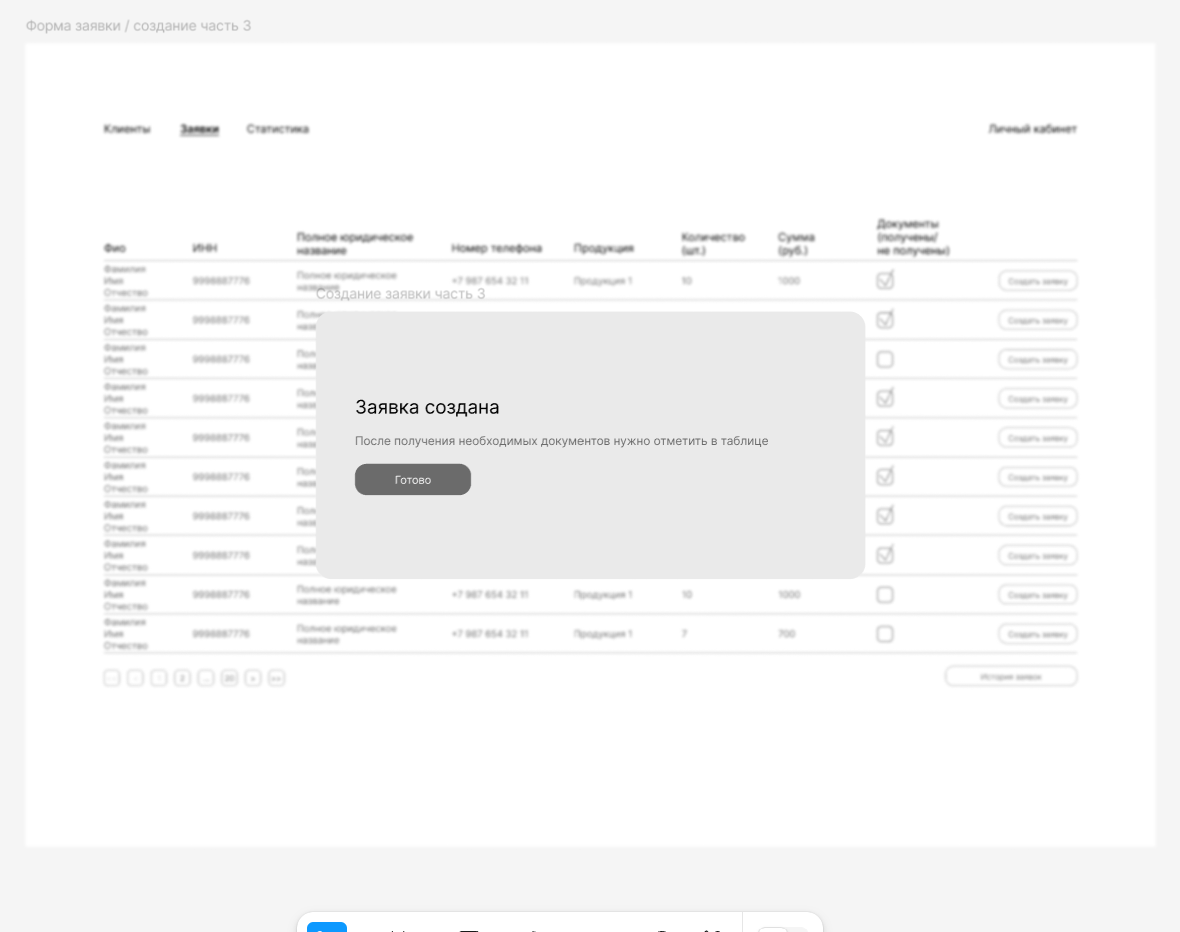 Форма заявки / создание часть 3
Клиенты Заявки Статистика Личный кабинет
Документы
Полное юридическое Количество Сумма (получены/
Фио ИНН название Номер телефона Продукция (шт.) (руб.) не получены)
Фамилия
Имя 9998887776 Полное юридическое +7 987 654 32 11 Продукция 1 10 1000 Создать заявку
Отчество название
Создание заявки часть 3
Фамилия
Имя 9998887776 Создать заявку
Отчество
Фамилия
Имя 9998887776 Создать заявку
Отчество
Фамилия
Имя 9998887776 Создать заявку
Отчество
Заявка создана
Фамилия
Имя 9998887776 Создать заявку
Отчество
После получения необходимых документов нужно отметить в таблице
Фамилия
Имя 9998887776 Создать заявку
Отчество
Готово
Фамилия
Имя 9998887776 Создать заявку
Отчество
Фамилия
Имя 9998887776 Создать заявку
Отчество
Фамилия
Имя 9998887776 Полное юридическое +7 987 654 32 11 Продукция 1 10 1000 Создать заявку
Отчество название
Фамилия
Имя 9998887776 Полное юридическое +7 987 654 32 11 Продукция 1 7 700 Создать заявку
Отчество название
2 ... 20 > >> История заявок